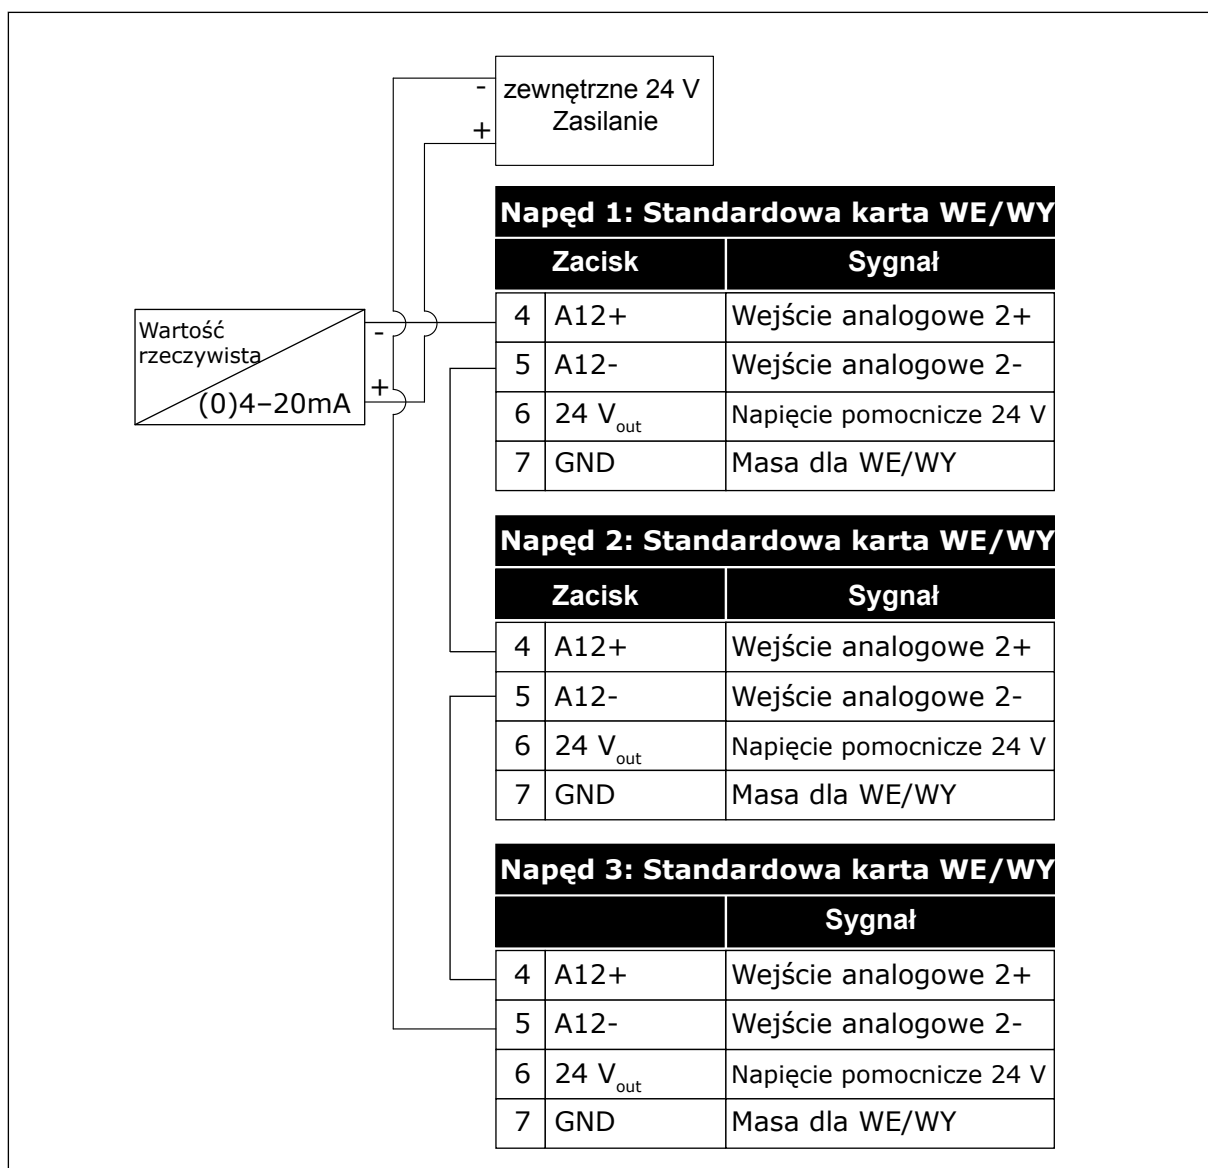 -
zewnętrzne 24 V
Zasilanie
+
Napęd 1: Standardowa karta WE/WY
Zacisk Sygnał
4 A12+ Wejście analogowe 2+
5 A12- Wejście analogowe 2-
6 24 Vout Napięcie pomocnicze 24 V
7 GND Masa dla WE/WY
Wartość
rzeczywista
-
+
(0)4–20mA
Napęd 2: Standardowa karta WE/WY
Zacisk Sygnał
4 A12+ Wejście analogowe 2+
5 A12- Wejście analogowe 2-
6 24 Vout Napięcie pomocnicze 24 V
7 GND Masa dla WE/WY
Napęd 3: Standardowa karta WE/WY
Sygnał
4 A12+ Wejście analogowe 2+
5 A12- Wejście analogowe 2-
6 24 Vout Napięcie pomocnicze 24 V
7 GND Masa dla WE/WY